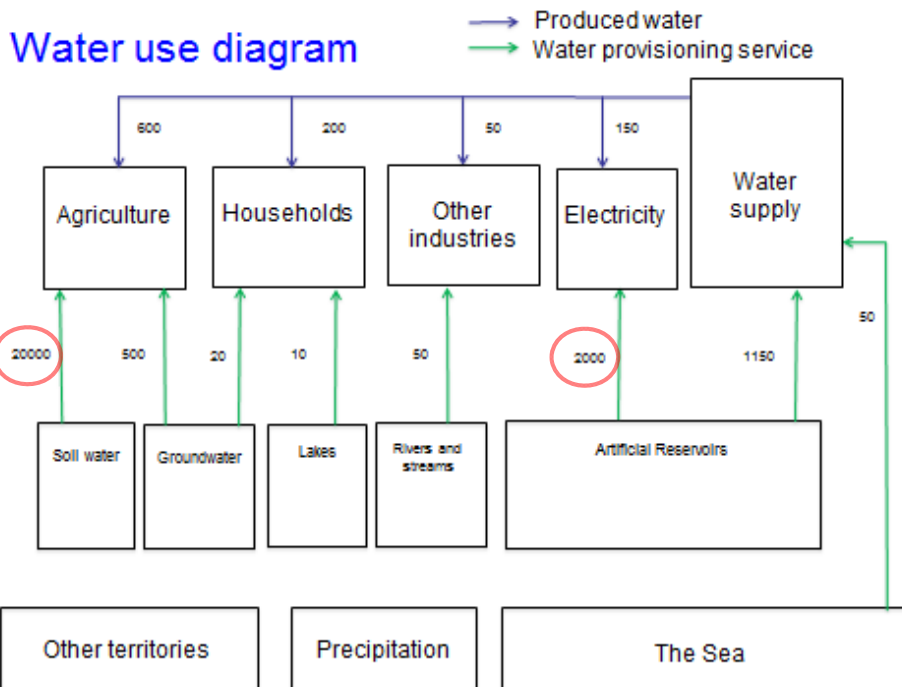 Produced water
Water use diagram
Water provisioning service
600
200
50
150
Agriculture
Households
Other
industries
Electricity
Water
supply
20000
500
20
10
50
2000
1150
50
Soil water
Groundwater
Lakes
Rivers and
streams
Artificial Reservoirs
Other territories
Precipitation
The Sea